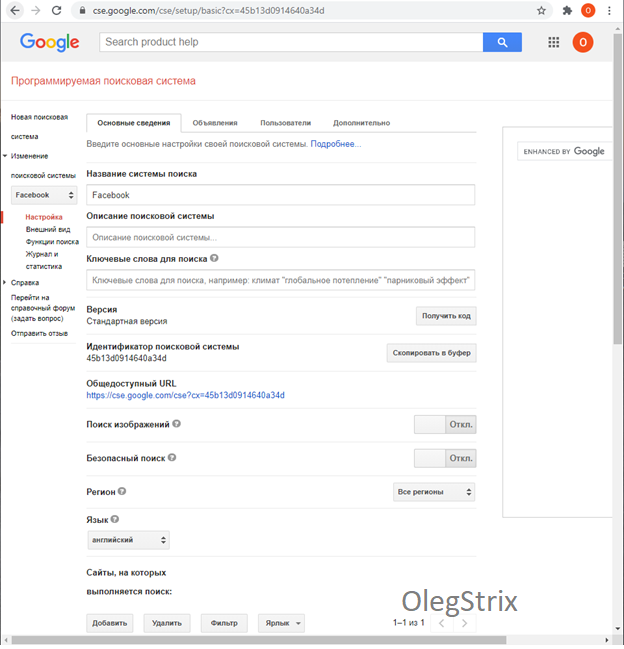 cse.google.com/cse/setup/basic?cx=45b13d0914640a34d
O
Google
Search product help
O
Программируемая поисковая система
Новая поисковая
система
Изменение
поисковой системы
Facebook
Настройка
Внешний вид
Функции поиска
Журнал и
статистика
Справка
Перейти на
справочный форум
(задать вопрос)
Отправить отзыв
Основные сведения
Объявления
Пользователи
Дополнительно
Введите основные настройки своей поисковой системы. Подробнее...
Название системы поиска
Facebook
Описание поисковой системы
Описание поисковой системы...
Ключевые слова для поиска ?
Ключевые слова для поиска, например: климат "глобальное потепление" "парниковый эффект"
Версия
Стандартная версия
Получить код
Идентификатор поисковой системы
45b13d0914640a34d
Скопировать в буфер
Общедоступный URL
https://cse.google.com/cse?cx=45b13d0914640a34d
Поиск изображений ?
Откл.
Безопасный поиск ?
Откл.
Регион ?
Все регионы
Язык ?
английский
Сайты, на которых
выполняется поиск:
Добавить
Удалить
Фильтр
Ярлык
1–1 из 1
ENHANCED BY Google
OlegStrix